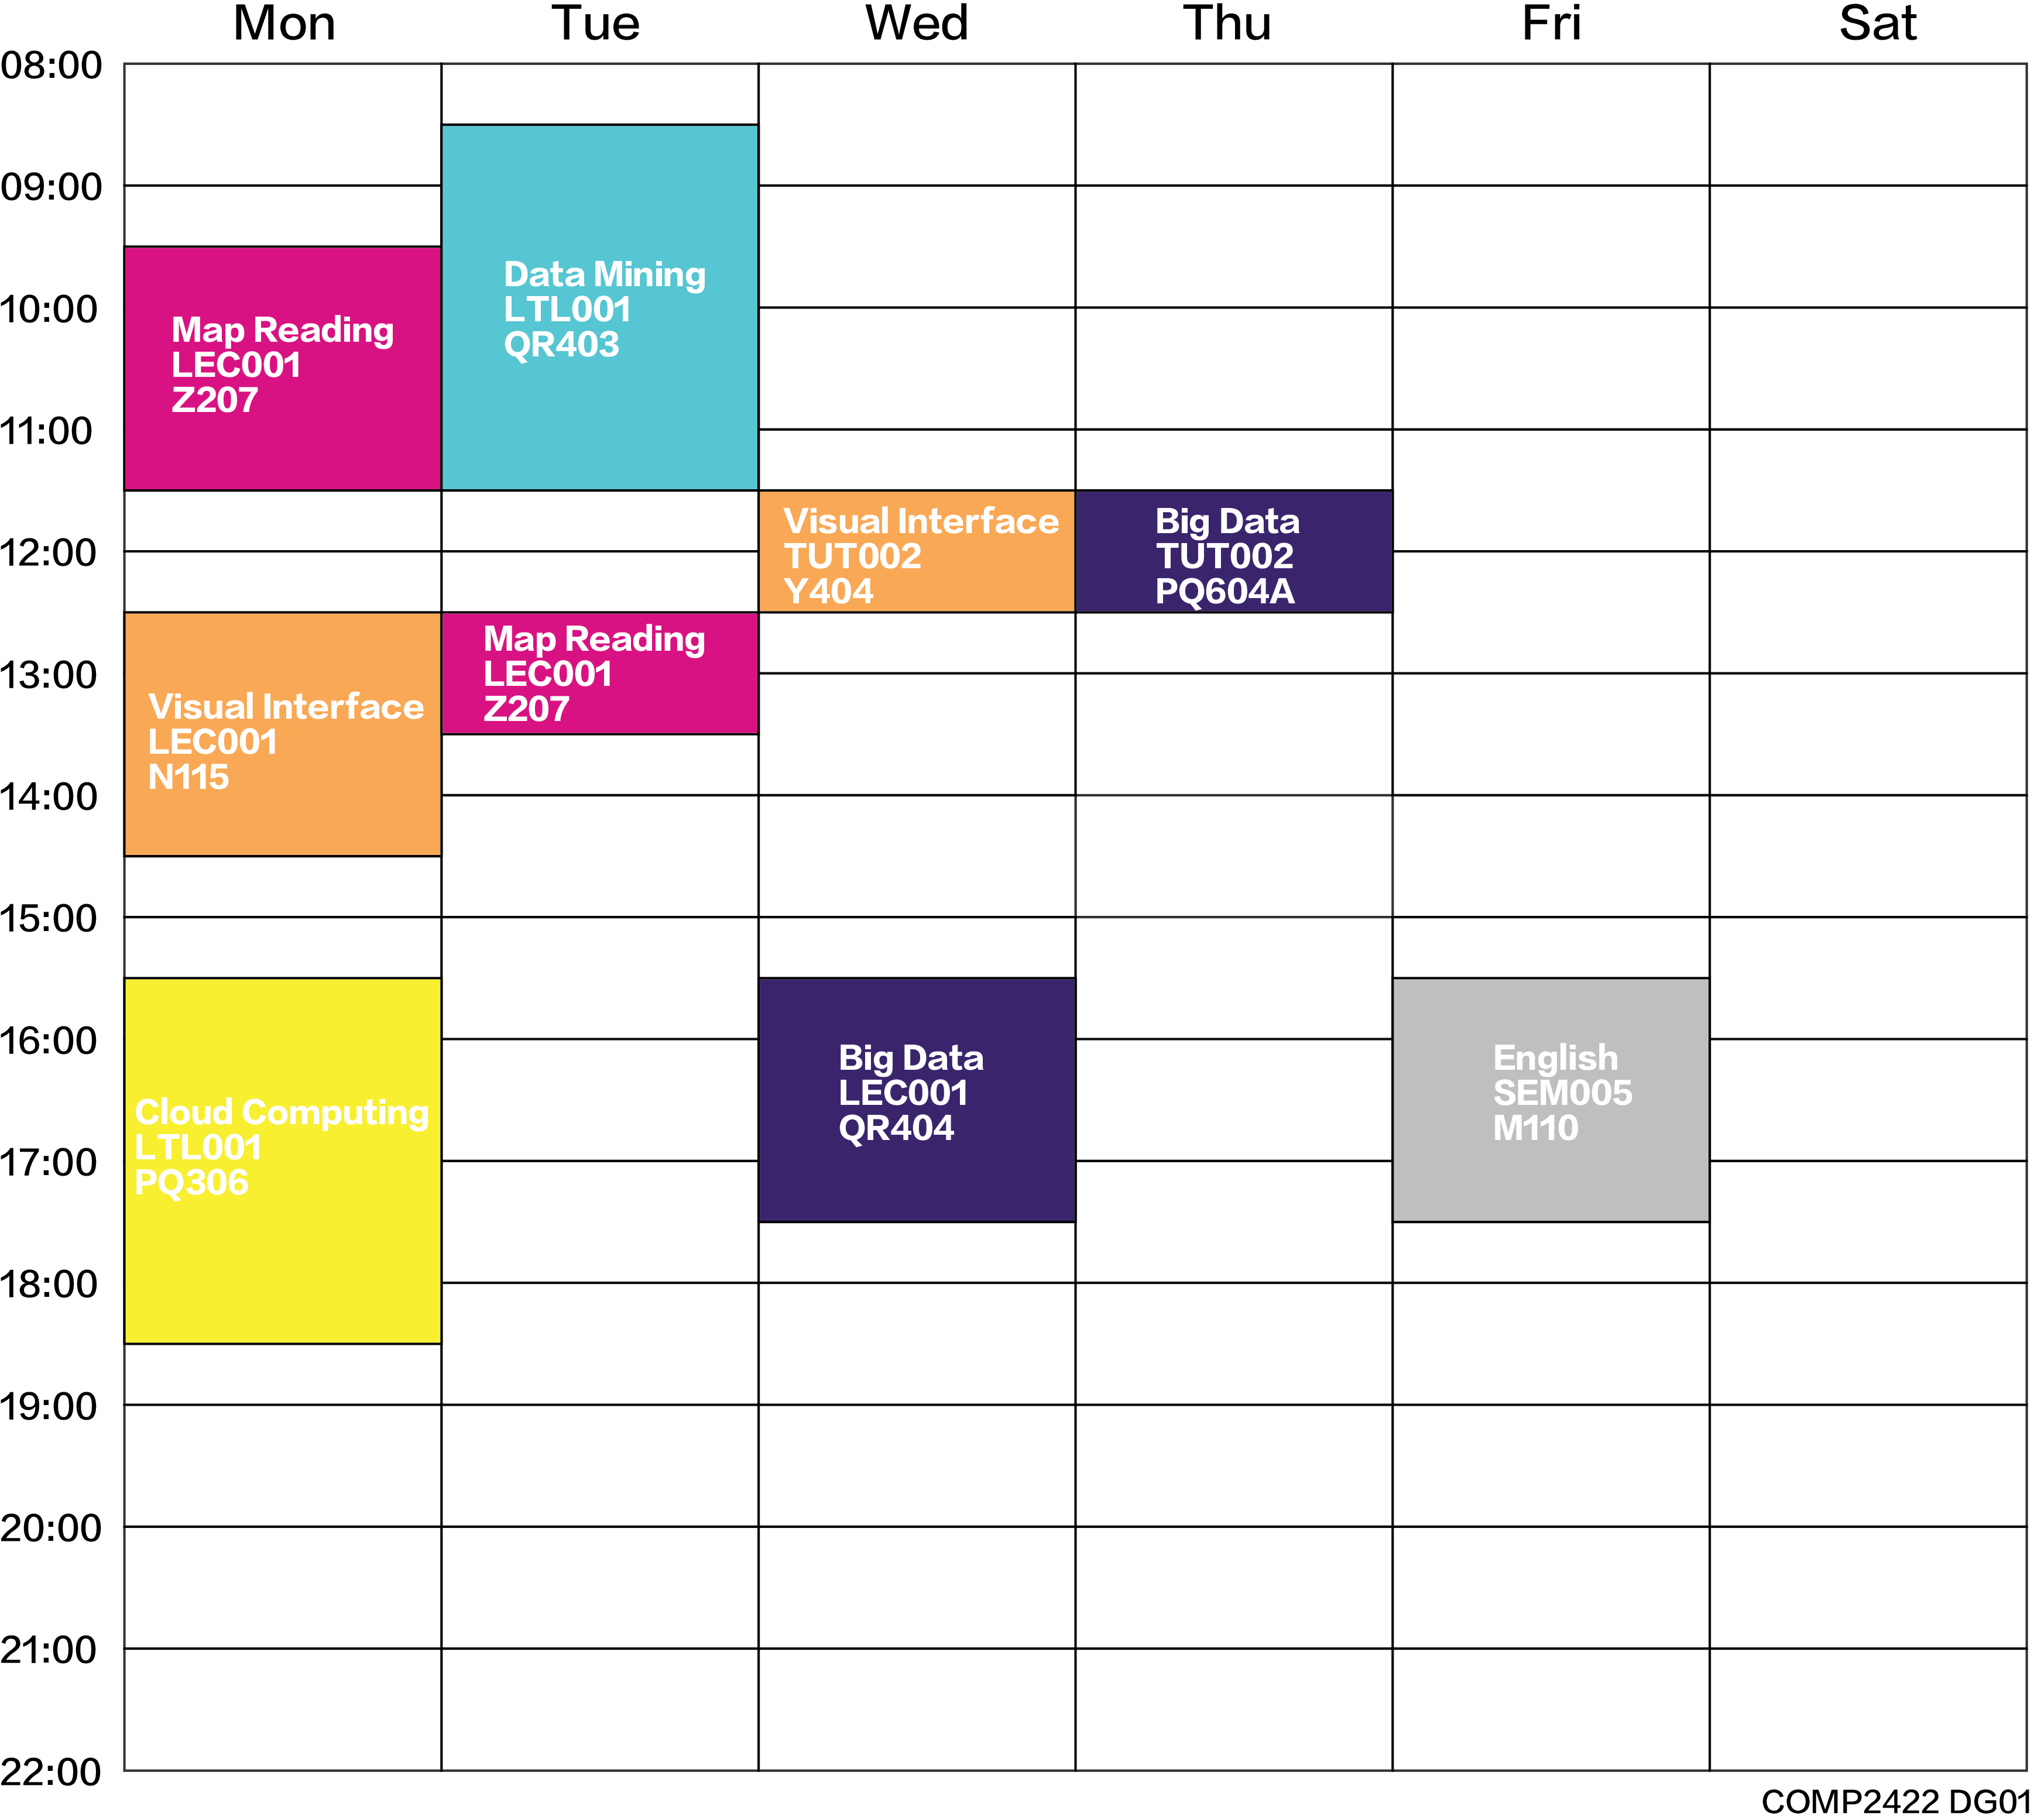 Mon Tue Wed Thu Fri Sat
08:00
09:00
10:00
11:00
12:00
13:00
14:00
15:00
16:00
17:00
18:00
19:00
20:00
21:00
22:00
Map Reading
LEC001
Z207
Visual Interface
LEC001
N115
Cloud Computing
LTL001
PQ306
Data Mining
LTL001
QR403
Map Reading
LEC001
Z207
Visual Interface
TUT002
Y404
Big Data
LEC001
QR404
Big Data
TUT002
PQ604A
English
SEM005
M110
COMP2422 DG01